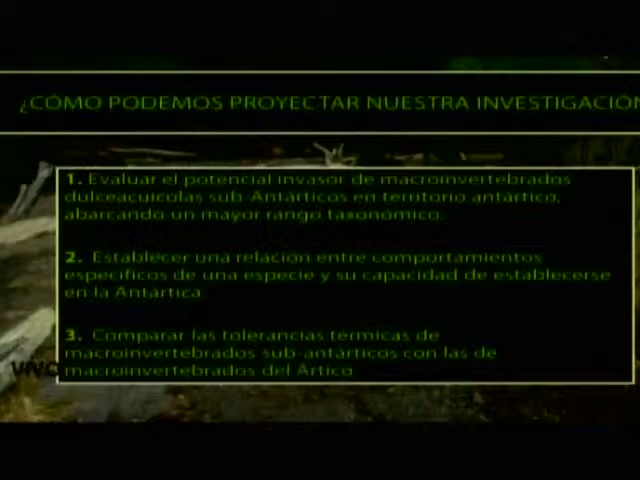 ¿CÓMO PODEMOS PROYECTAR NUESTRA INVESTIGACIÓN
1. Evaluar el potencial invasor de macroinvertebrados
dulceacuícolas sub-Antárticos en territorio antártico,
abarcando un mayor rango taxonómico.
2. Establecer una relación entre comportamientos
específicos de una especie y su capacidad de establecerse
en la Antártica.
3. Comparar las tolerancias térmicas de
macroinvertebrados sub-antárticos con las de
VIVO macroinvertebrados del Ártico.